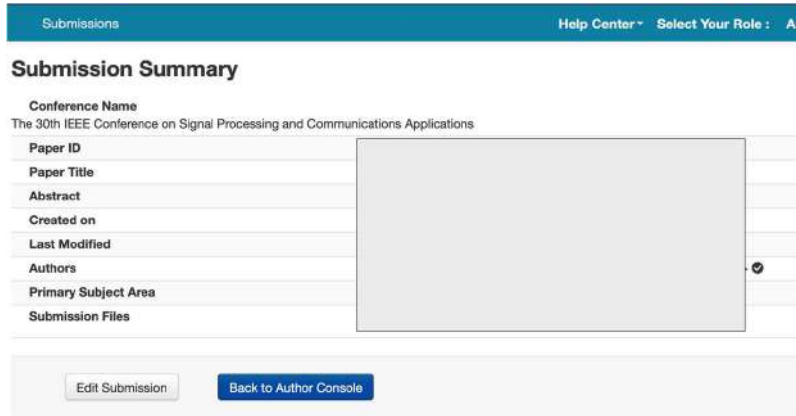 Submissions Help Center Select Your Role : A
Submission Summary
Conference Name
The 30th IEEE Conference on Signal Processing and Communications Applications
Paper ID
Paper Title
Abstract
Created on
Last Modified
Authors
Primary Subject Area
Submission Files
Edit Submission Back to Author Console